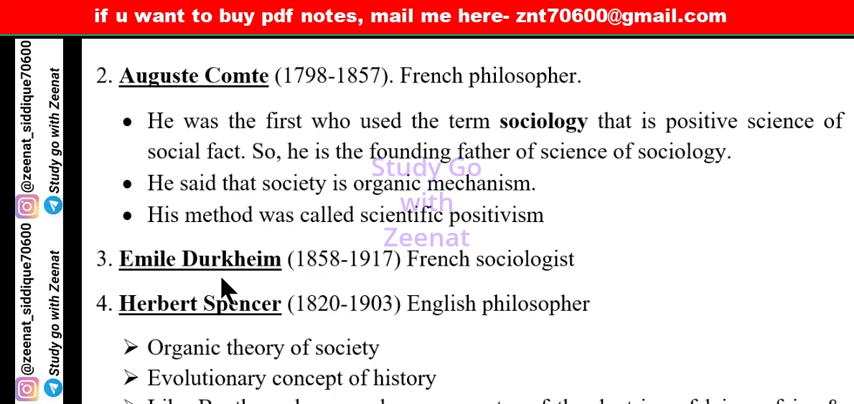 if u want to buy pdf notes, mail me here- znt70600@gmail.com
2. Auguste Comte (1798-1857). French philosopher.
• He was the first who used the term sociology that is positive science of
social fact. So, he is the founding father of science of sociology.
• He said that society is organic mechanism.
• His method was called scientific positivism
3. Emile Durkheim (1858-1917) French sociologist
4. Herbert Spencer (1820-1903) English philosopher
➢ Organic theory of society
➢ Evolutionary concept of history
Study Go
with
Zeenat
@zeenat_siddique70600
Study go with Zeenat
@zeenat_siddique70600
Study go with Zeenat